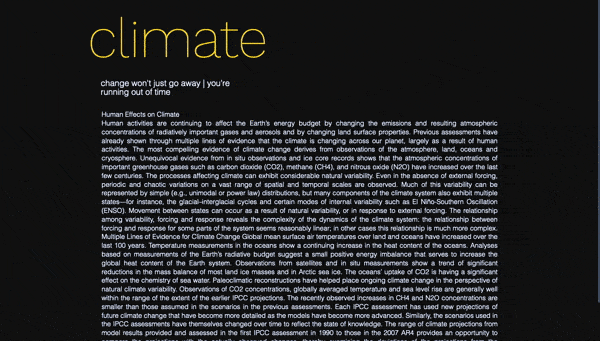 climate
change won't just go away | you're
running out of time
Human Effects on Climate
Human activities are continuing to affect the Earth's energy budget by changing the emissions and resulting atmospheric
concentrations of radiatively important gases and aerosols and by changing land surface properties. Previous assessments have
already shown through multiple lines of evidence that the climate is changing across our planet, largely as a result of human
activities. The most compelling evidence of climate change derives from observations of the atmosphere, land, oceans and
cryosphere. Unequivocal evidence from in situ observations and ice core records shows that the atmospheric concentrations of
important greenhouse gases such as carbon dioxide (CO2), methane (CH4), and nitrous oxide (N2O) have increased over the last
few centuries. The processes affecting climate can exhibit considerable natural variability. Even in the absence of external forcing,
periodic and chaotic variations on a vast range of spatial and temporal scales are observed. Much of this variability can be
represented by simple (e.g., unimodal or power law) distributions, but many components of the climate system also exhibit multiple
states—for instance, the glacial-interglacial cycles and certain modes of internal variability such as El Niño-Southern Oscillation
(ENSO). Movement between states can occur as a result of natural variability, or in response to external forcing. The relationship
among variability, forcing and response reveals the complexity of the dynamics of the climate system: the relationship between
forcing and response for some parts of the system seems reasonably linear; in other cases this relationship is much more complex.
Multiple Lines of Evidence for Climate Change Global mean surface air temperatures over land and oceans have increased over the
last 100 years. Temperature measurements in the oceans show a continuing increase in the heat content of the oceans. Analyses
based on measurements of the Earth's radiative budget suggest a small positive energy imbalance that serves to increase the
global heat content of the Earth system. Observations from satellites and in situ measurements show a trend of significant
reductions in the mass balance of most land ice masses and in Arctic sea ice. The oceans' uptake of CO2 is having a significant
effect on the chemistry of sea water. Paleoclimatic reconstructions have helped place ongoing climate change in the perspective of
natural climate variability. Observations of CO2 concentrations, globally averaged temperature and sea level rise are generally well
within the range of the extent of the earlier IPCC projections. The recently observed increases in CH4 and N2O concentrations are
smaller than those assumed in the scenarios in the previous assessments. Each IPCC assessment has used new projections of
future climate change that have become more detailed as the models have become more advanced. Similarly, the scenarios used in
the IPCC assessments have themselves changed over time to reflect the state of knowledge. The range of climate projections from
model results provided and assessed in the first IPCC assessment in 1990 to those in the 2007 AR4 provides an opportunity to